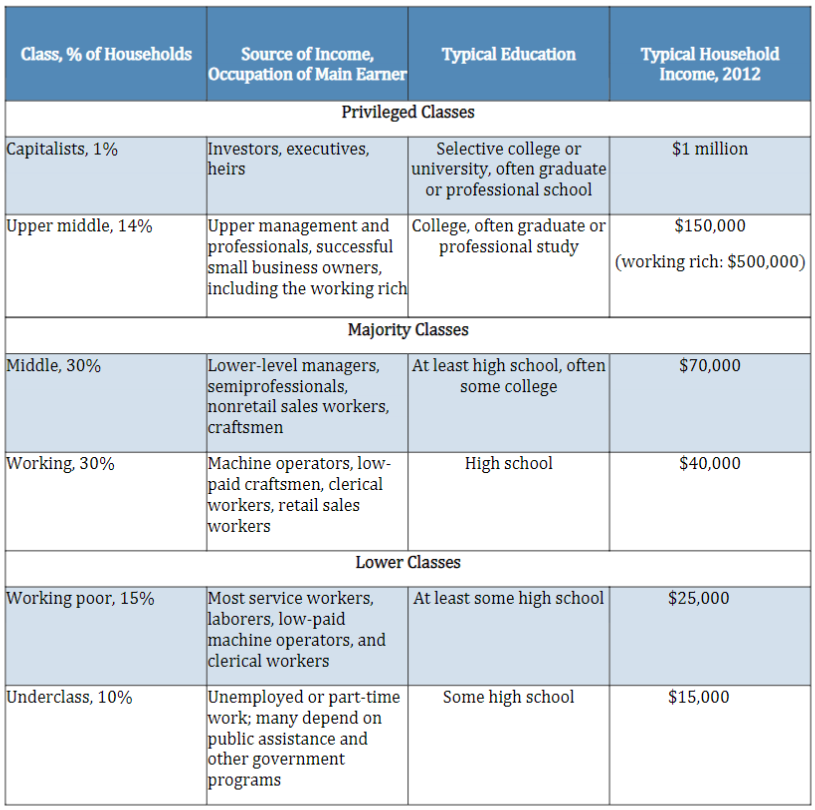 Class, % of Households
Source of Income,
Occupation of Main Earner
Typical Education
Typical Household
Income, 2012
Privileged Classes
Capitalists, 1%
Investors, executives,
heirs
Selective college or
university, often graduate
or professional school
$1 million
Upper middle, 14%
Upper management and
professionals, successful
small business owners,
including the working rich
College, often graduate or
professional study
$150,000
(working rich: $500,000)
Majority Classes
Middle, 30%
Lower-level managers,
semiprofessionals,
nonretail sales workers,
craftsmen
At least high school, often
some college
$70,000
Working, 30%
Machine operators, low-
paid craftsmen, clerical
workers, retail sales
workers
High school
$40,000
Lower Classes
Working poor, 15%
Most service workers,
laborers, low-paid
machine operators, and
clerical workers
At least some high school
$25,000
Underclass, 10%
Unemployed or part-time
work; many depend on
public assistance and
other government
programs
Some high school
$15,000